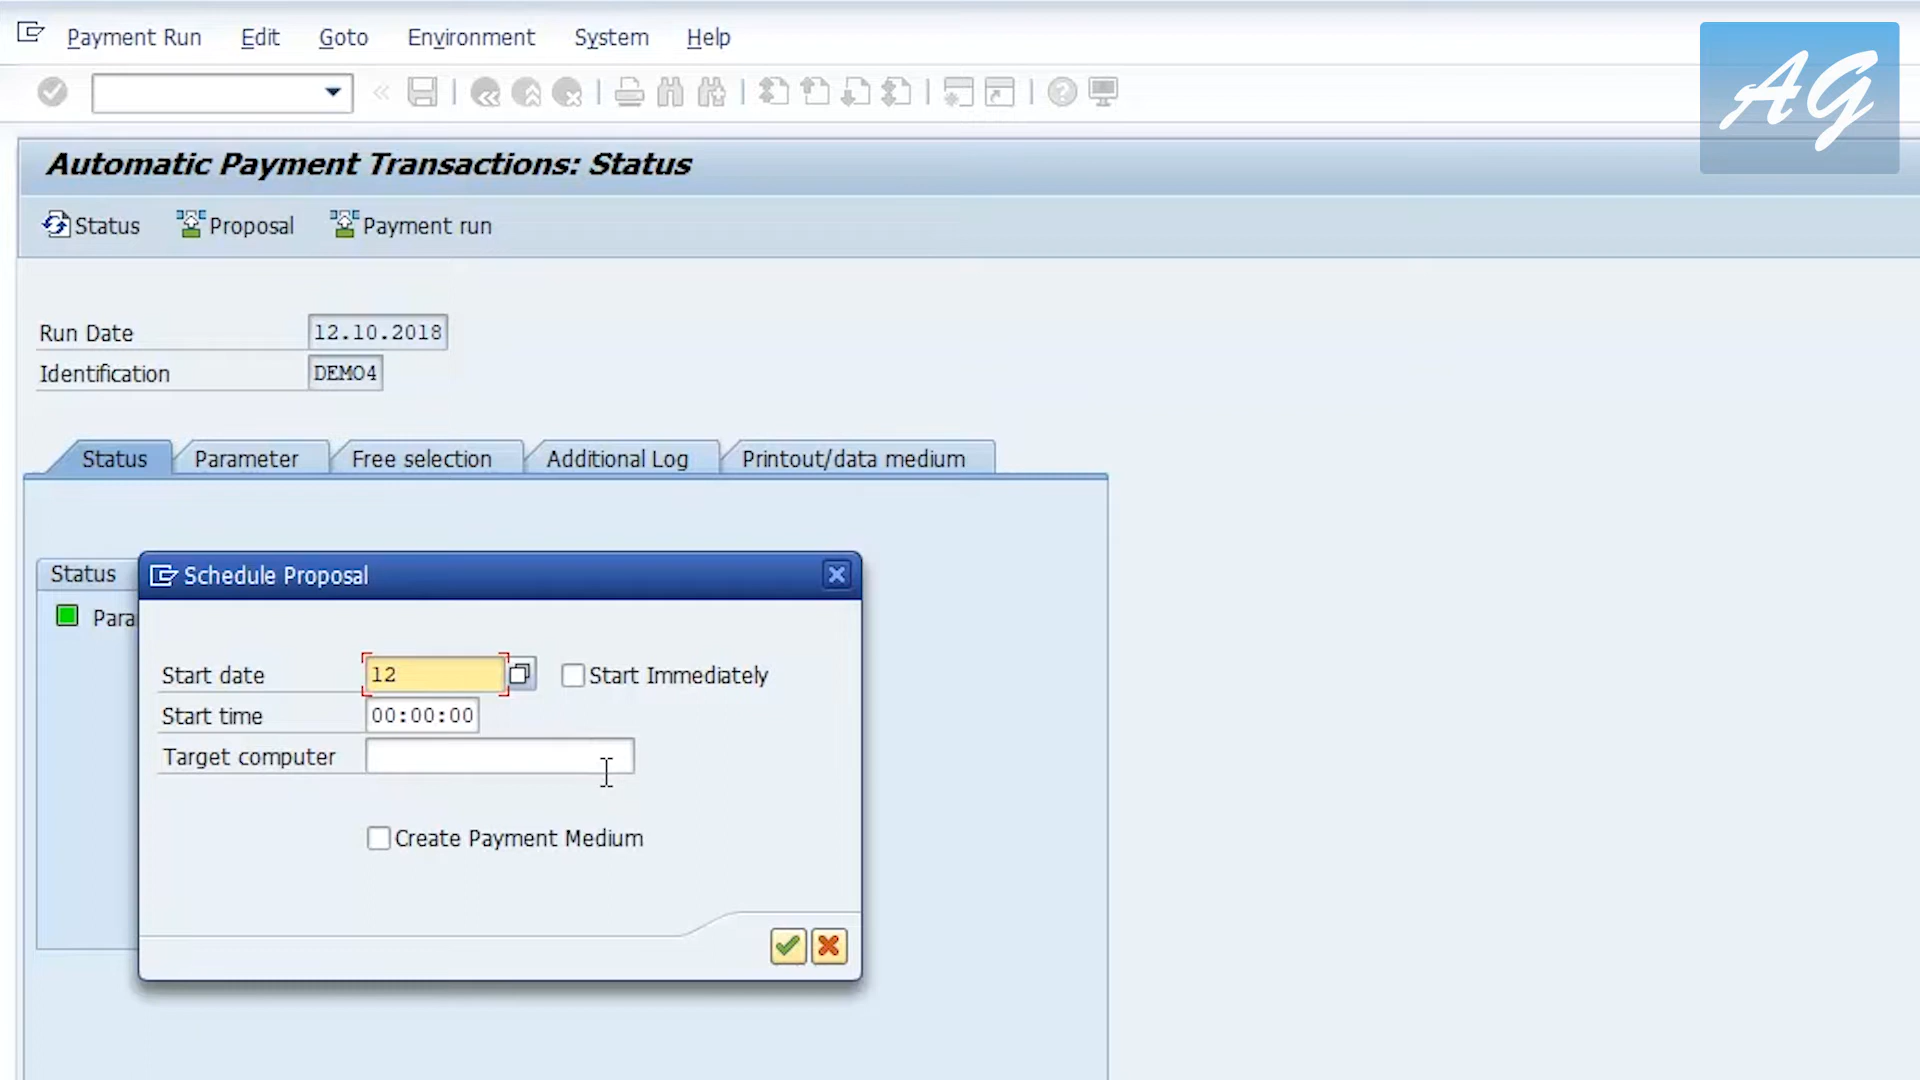 Payment Run Edit Goto Environment System Help
AG
Automatic Payment Transactions: Status
Status Proposal Payment run
Run Date 12.10.2018
Identification DEMO4
Status Parameter Free selection Additional Log Printout/data medium
Status
Para
Schedule Proposal
Start date 12 Start Immediately
Start time 00:00:00
Target computer
Create Payment Medium